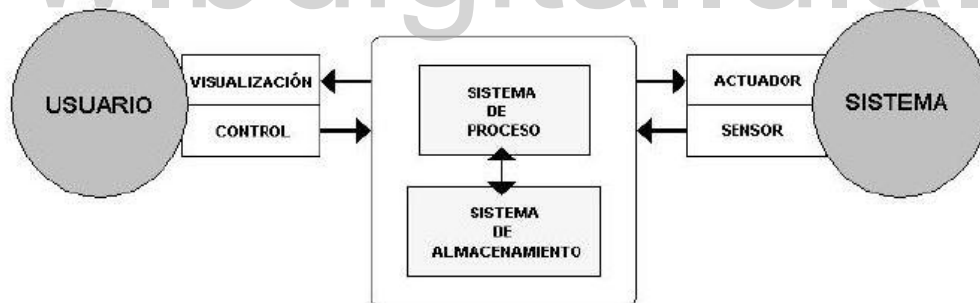 USUARIO
VISUALIZACIÓN
CONTROL
SISTEMA
DE
PROCESO
SISTEMA
DE
ALMACENAMIENTO
ACTUADOR
SENSOR
SISTEMA